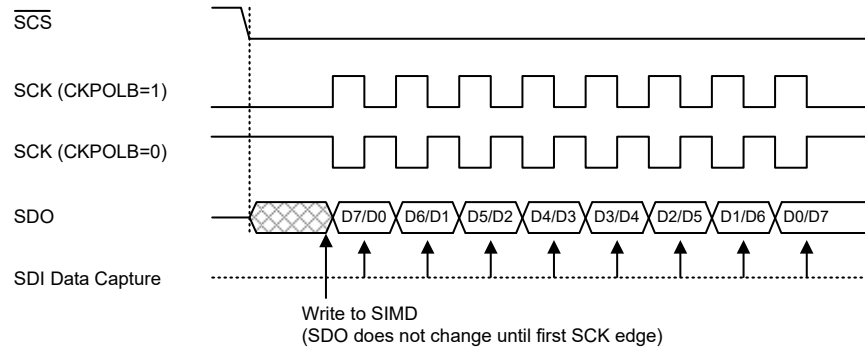 SCS
SCK (CKPOLB=1)
SCK (CKPOLB=0)
SDO
D7/D0 D6/D1 D5/D2 D4/D3 D3/D4 D2/D5 D1/D6 D0/D7
SDI Data Capture
Write to SIMD
(SDO does not change until first SCK edge)